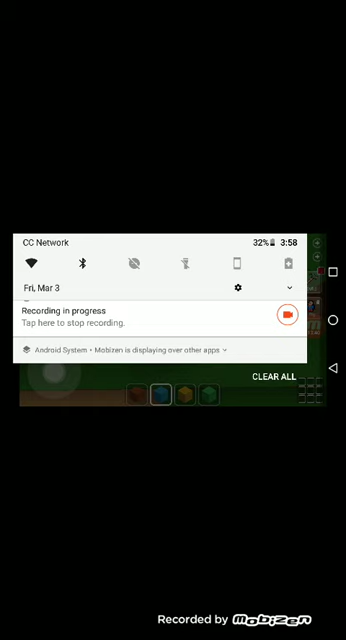 CC Network 32% 3:58
Fri, Mar 3
Recording in progress
Tap here to stop recording.
Android System • Mobizen is displaying over other apps
CLEAR ALL
Recorded by Mobizen